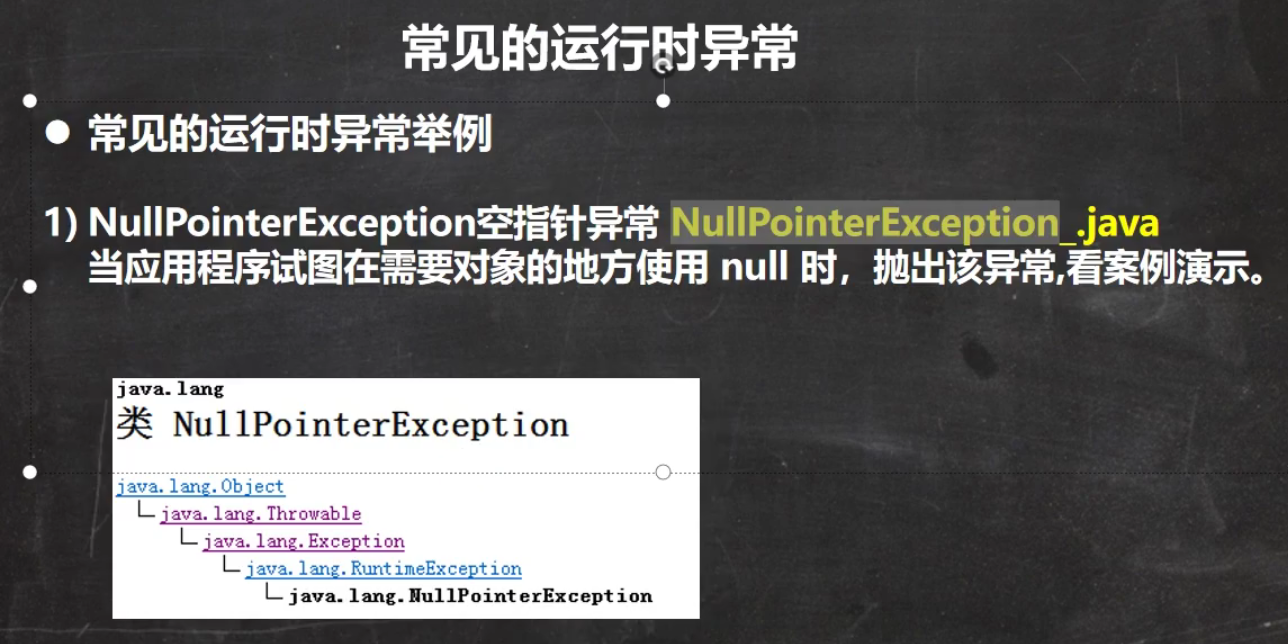 常见的运行时异常
● 常见的运行时异常举例
1) NullPointerException空指针异常 NullPointerException_.java
当应用程序试图在需要对象的地方使用 null 时，抛出该异常,看案例演示。
java.lang
类 NullPointerException
java.lang.Object
java.lang.Throwable
java.lang.Exception
java.lang.RuntimeException
java.lang.NullPointerException